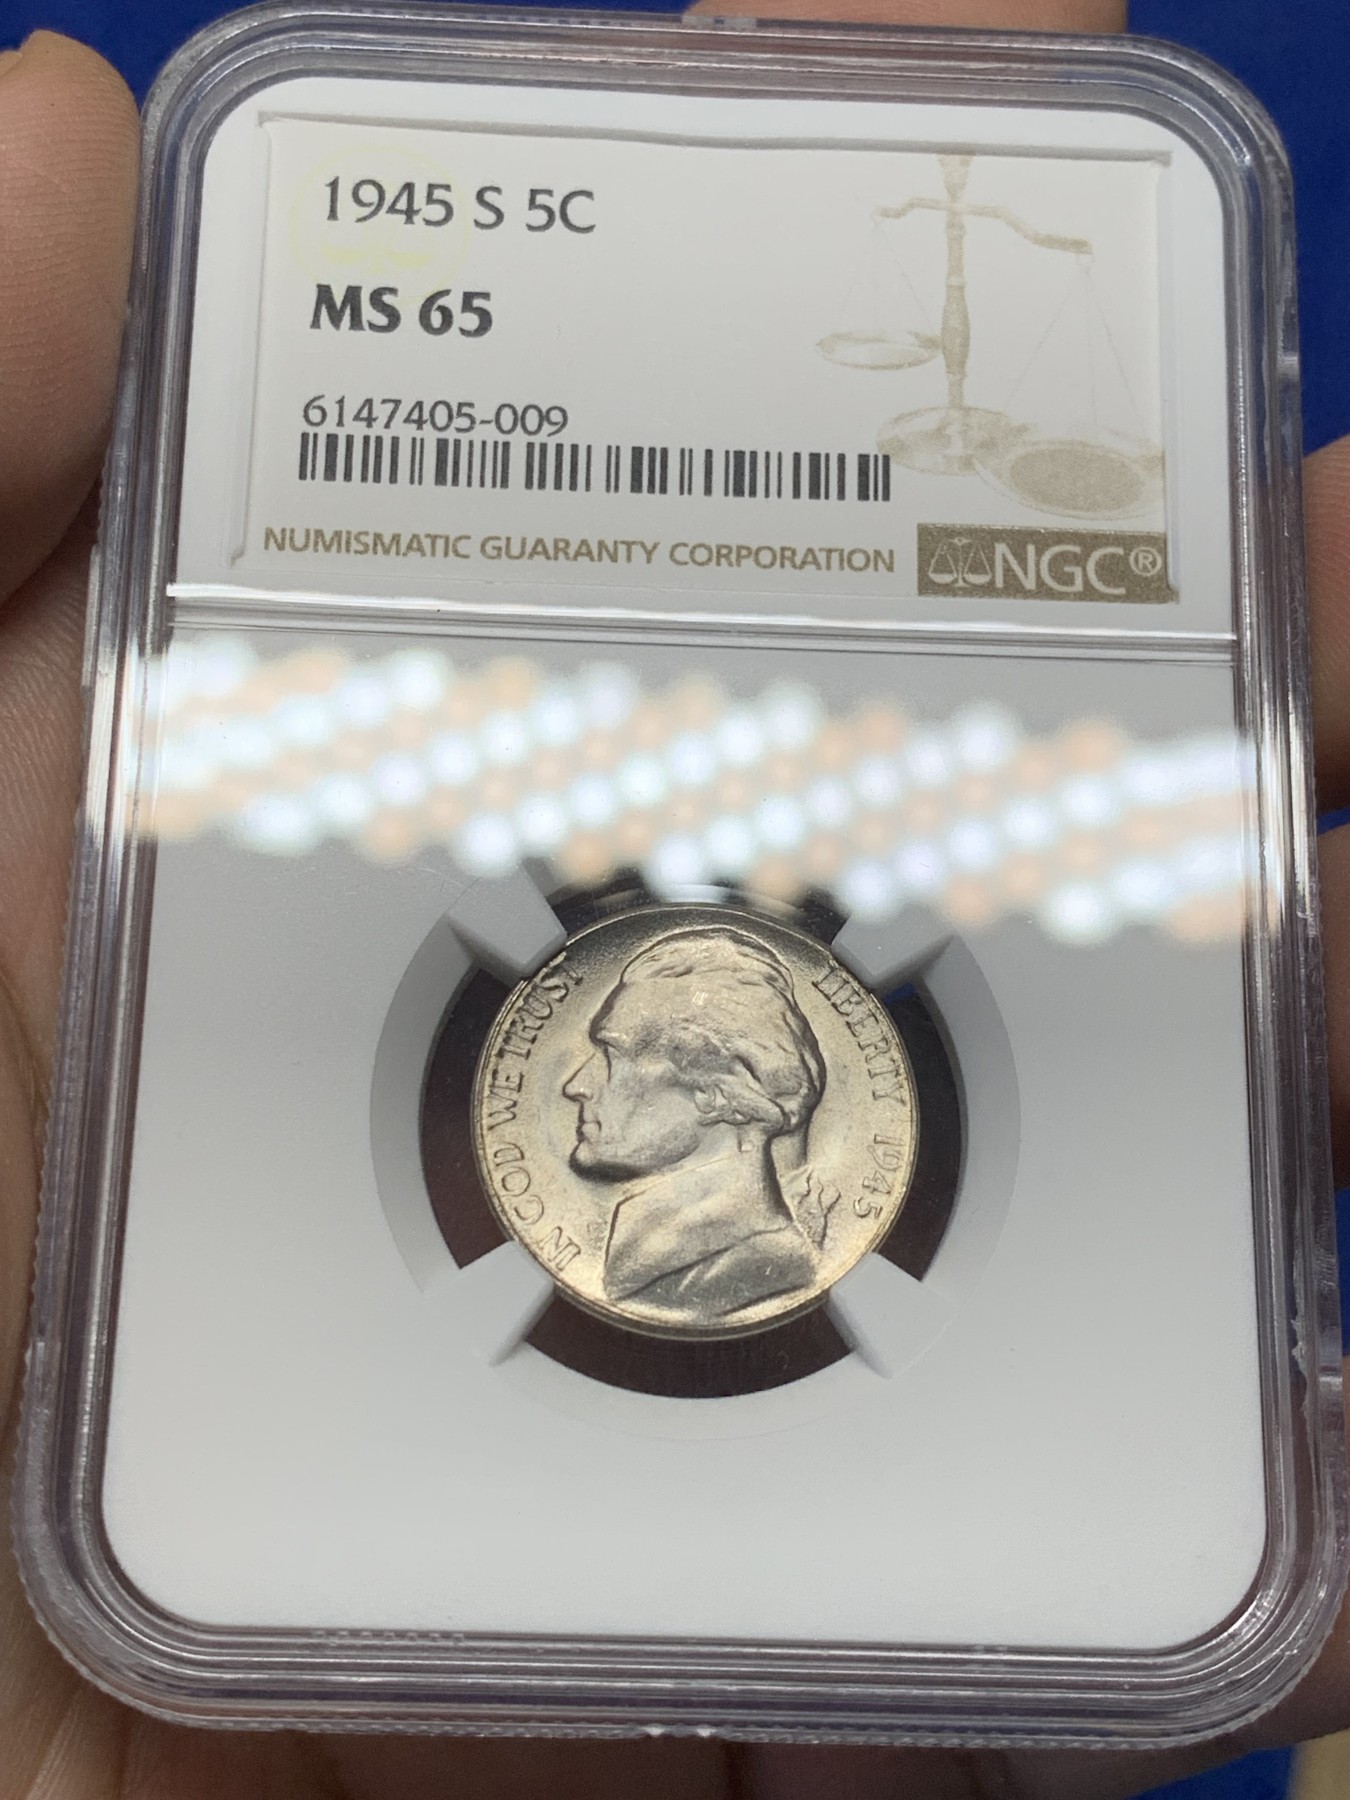 1945 S 5C
MS 65
6147405-009
NUMISMATIC GUARANTY CORPORATION NGC®
IN GOD WE TRUST
LIBERTY 1945